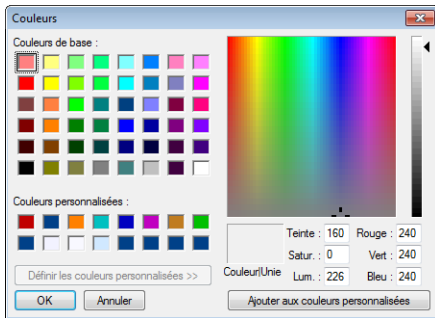 Couleurs
Couleurs de base :
Couleurs personnalisées :
Définir les couleurs personnalisées >>
OK Annuler
Couleur|Unie
Teinte : 160 Rouge : 240
Satur. : 0 Vert : 240
Lum. : 226 Bleu : 240
Ajouter aux couleurs personnalisées